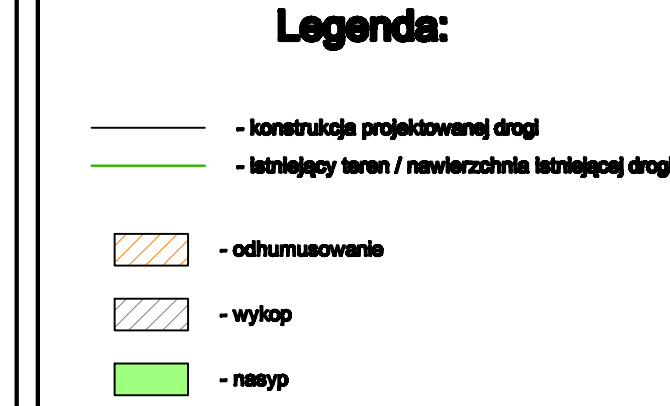 Legenda:
- konstrukcja projektowanej drogi
- istniejący teren / nawierzchnia istniejącej drogi
- odhumusowanie
- wykop
- nasyp